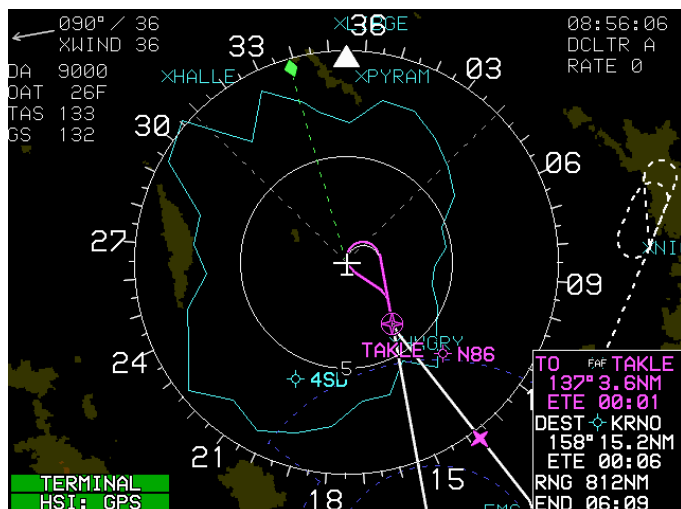 090° / 36
XWIND 36
DA 9000
OAT 26F
TAS 133
GS 132
08:56:06
DCLTR A
RATE 0
36
33
03
XHALLE
XPYRAM
30
06
27
09
24
21
18
15
XNI
TAKLE
N86
5
4SD
TO FAF TAKLE
137° 3.6NM
ETE 00:01
DEST KRNO
158° 15.2NM
ETE 00:06
RNG 812NM
END 06:09
TERMINAL
HSI: GPS